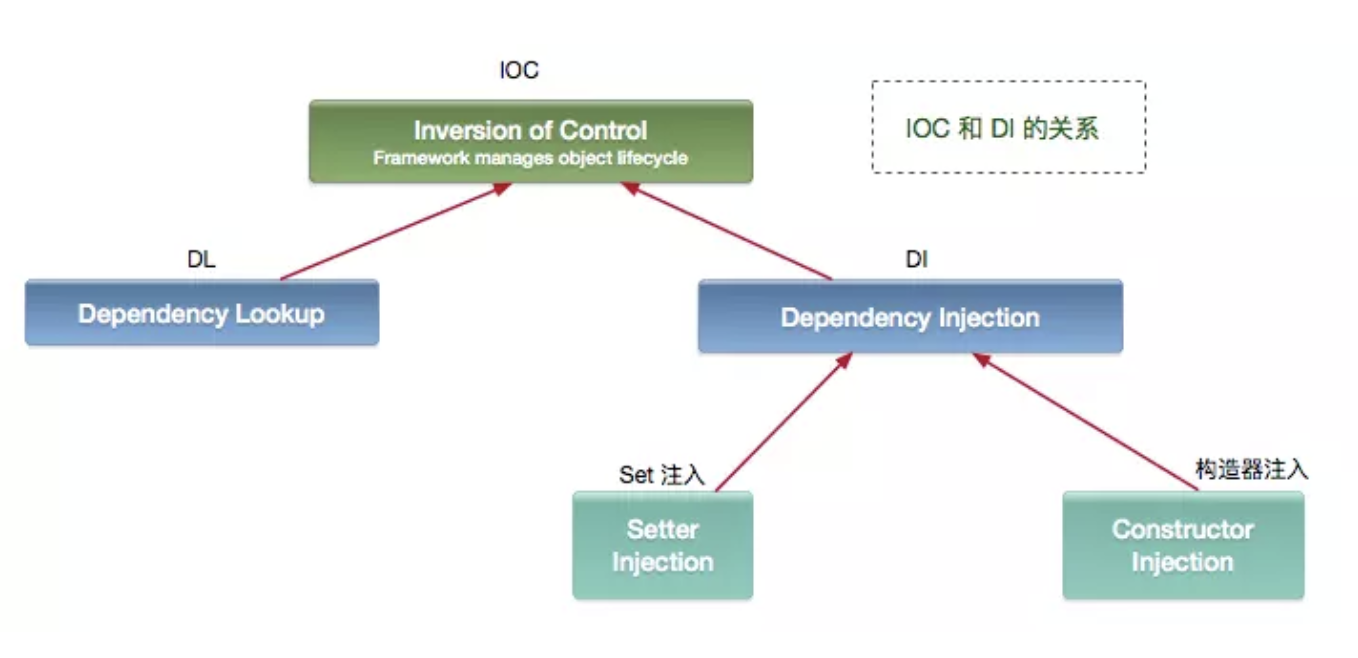 IOC
Inversion of Control
Framework manages object lifecycle
IOC 和 DI 的关系
DL
DI
Dependency Lookup
Dependency Injection
Set 注入
构造器注入
Setter
Injection
Constructor
Injection